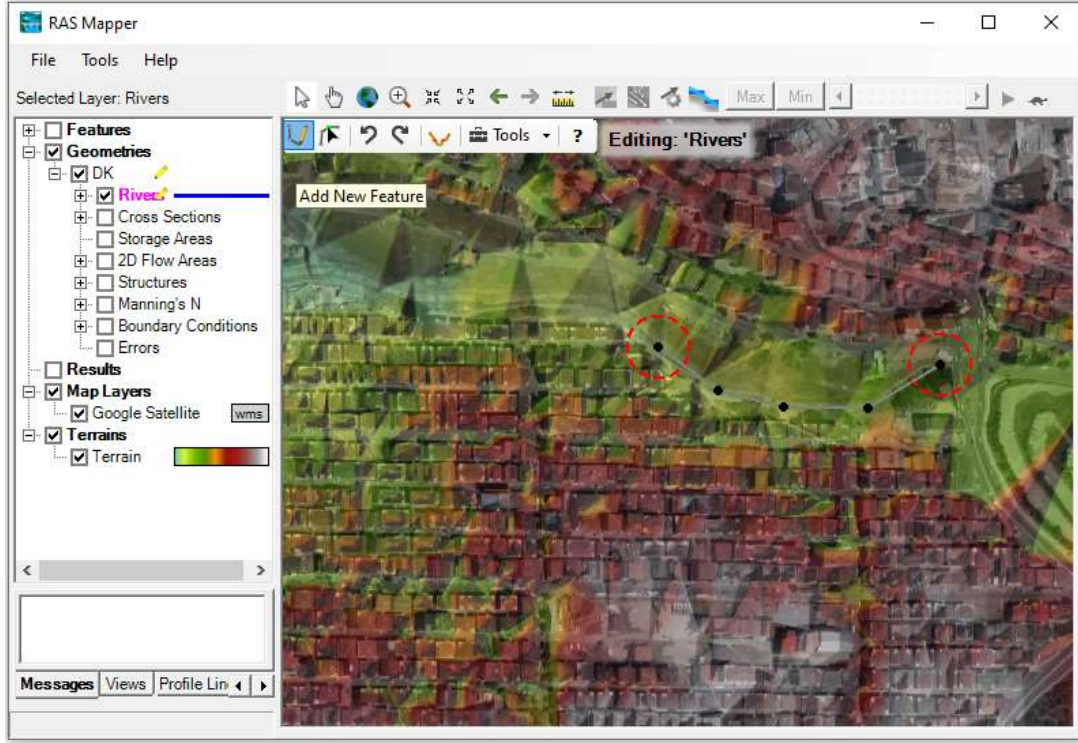 RAS Mapper
File Tools Help
Selected Layer: Rivers
Max Min
Features
Geometries
DK
Rivers
Cross Sections
Storage Areas
2D Flow Areas
Structures
Manning's N
Boundary Conditions
Errors
Results
Map Layers
Google Satellite wms
Terrains
Terrain
Tools ?
Editing: 'Rivers'
Add New Feature
Messages Views Profile Lin